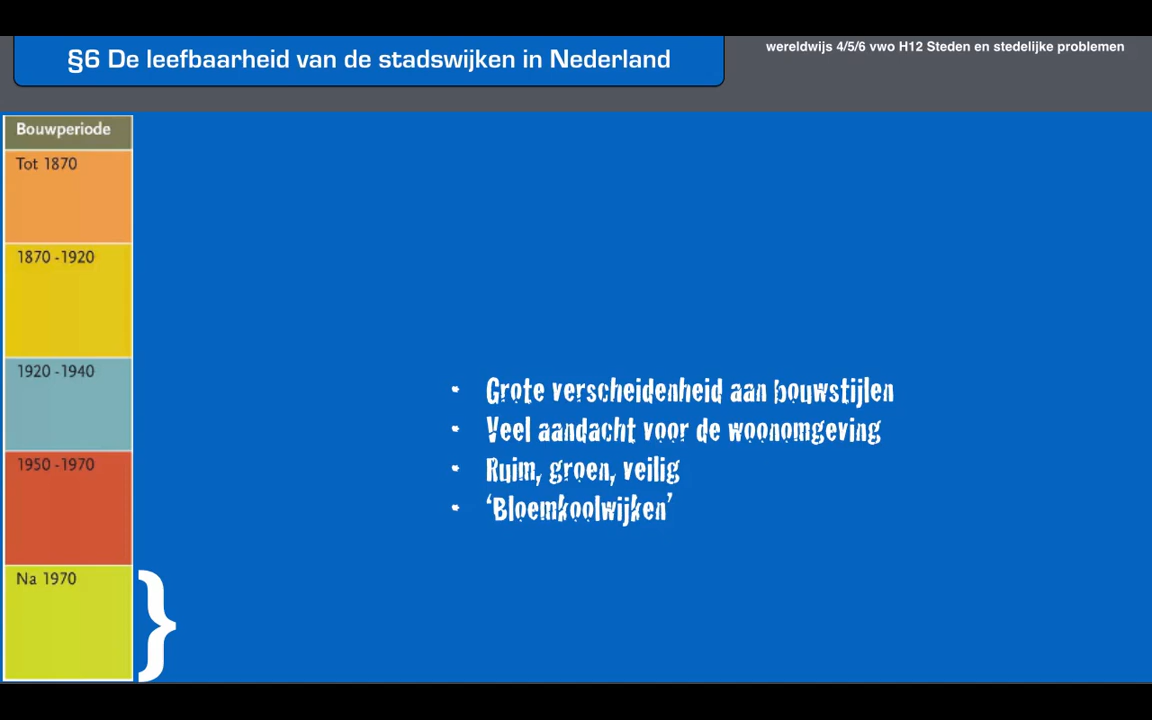 §6 De leefbaarheid van de stadswijken in Nederland
wereldwijs 4/5/6 vwo H12 Steden en stedelijke problemen
Bouwperiode
Tot 1870
1870 -1920
1920 -1940
1950 -1970
Na 1970
}
• Grote verscheidenheid aan bouwstijlen
• Veel aandacht voor de woonomgeving
• Ruim, groen, veilig
• ‘Bloemkoolwijken’